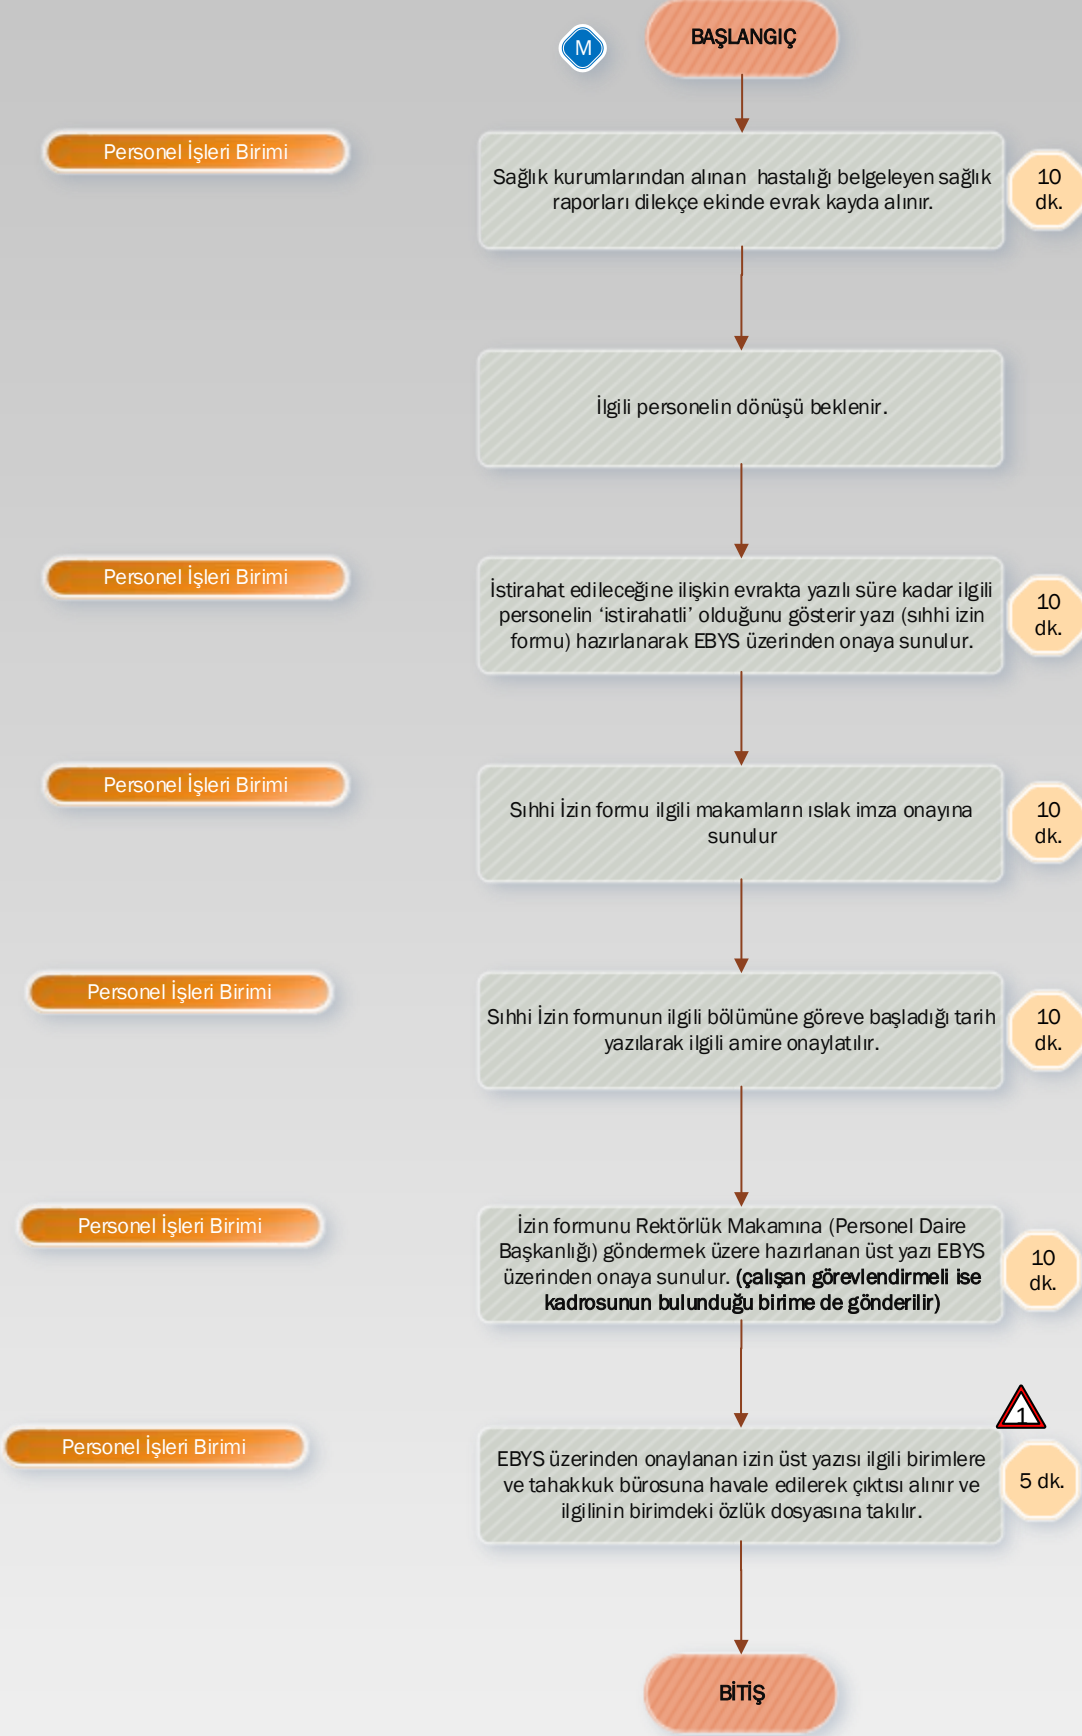 M
BAŞLANGIÇ
Personel İşleri Birimi
Sağlık kurumlarından alınan hastalığı belgeleyen sağlık
raporları dilekçe ekinde evrak kayda alınır.
10
dk.
İlgili personelin dönüşü beklenir.
Personel İşleri Birimi
İstirahat edileceğine ilişkin evrakta yazılı süre kadar ilgili
personelin ‘istirahatli’ olduğunu gösterir yazı (sıhhi izin
formu) hazırlanarak EBYS üzerinden onaya sunulur.
10
dk.
Personel İşleri Birimi
Sıhhi İzin formu ilgili makamların ıslak imza onayına
sunulur
10
dk.
Personel İşleri Birimi
Sıhhi İzin formunun ilgili bölümüne göreve başladığı tarih
yazılarak ilgili amire onaylatılır.
10
dk.
Personel İşleri Birimi
İzin formunu Rektörlük Makamına (Personel Daire
Başkanlığı) göndermek üzere hazırlanan üst yazı EBYS
üzerinden onaya sunulur. (çalışan görevlendirmeli ise
kadrosunun bulunduğu birime de gönderilir)
10
dk.
1
Personel İşleri Birimi
EBYS üzerinden onaylanan izin üst yazısı ilgili birimlere
ve tahakkuk bürosuna havale edilerek çıktısı alınır ve
ilgilinin birimdeki özlük dosyasına takılır.
5 dk.
BİTİŞ